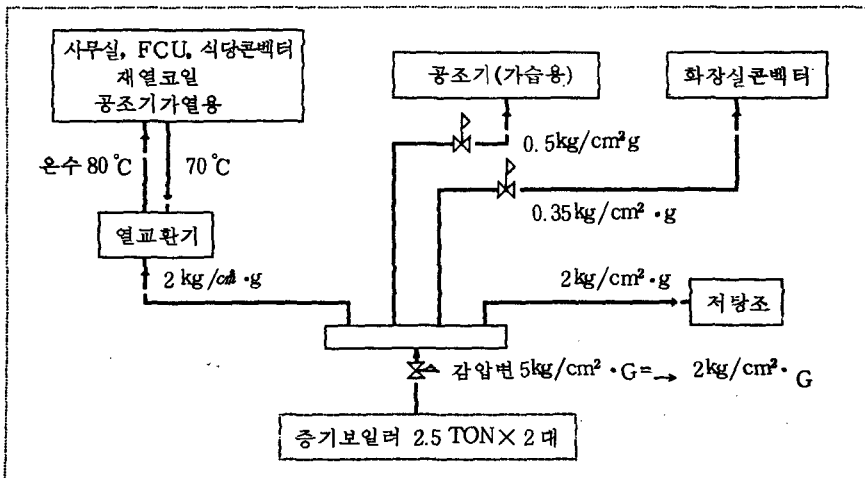 사무실, FCU, 식당콘벡터
재열코일
공조기가열용
공조기(가습용)
화장실콘벡터
0.5kg/cm²g
온수 80℃
70℃
0.35kg/cm²·g
열교환기
2kg/㎠·g
2kg/cm²·g
저탕조
감압변 5kg/cm²·G=→ 2kg/cm²·G
증기보일러 2.5 TON×2대